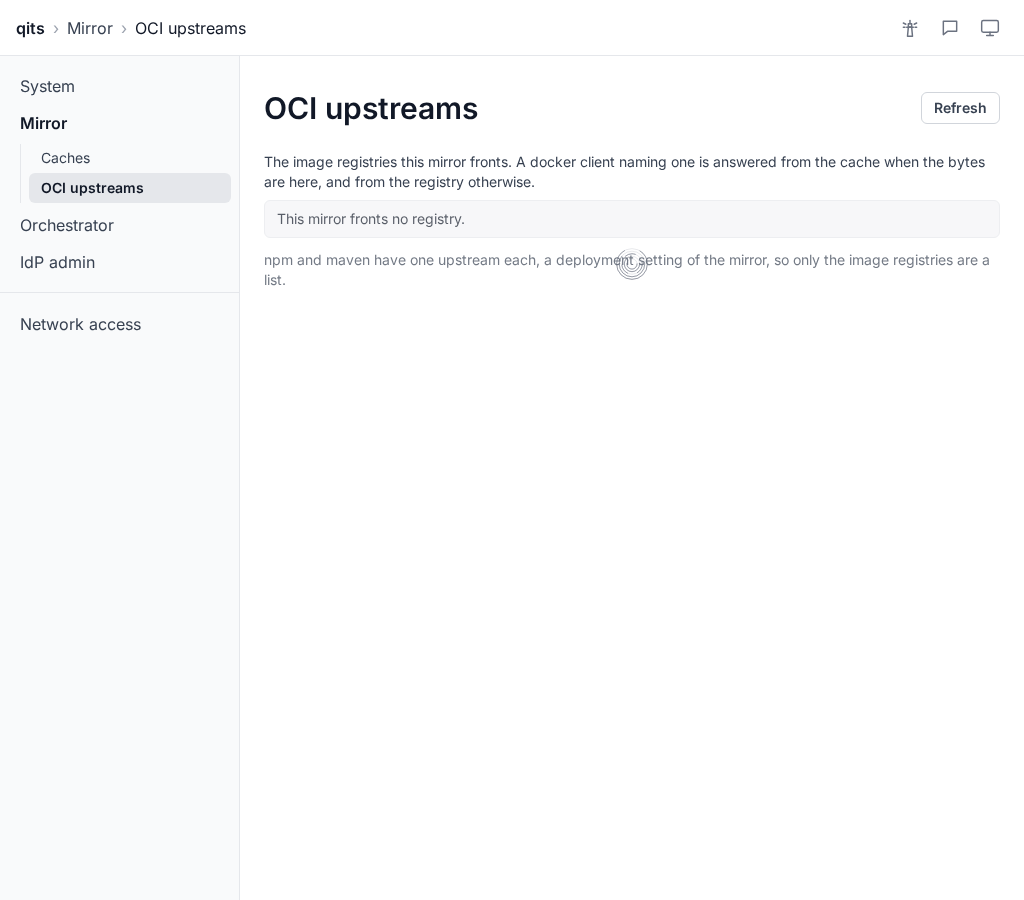 qits › Mirror › OCI upstreams
System
Mirror
Caches
OCI upstreams
Orchestrator
IdP admin
Network access
OCI upstreams
Refresh
The image registries this mirror fronts. A docker client naming one is answered from the cache when the bytes
are here, and from the registry otherwise.
This mirror fronts no registry.
npm and maven have one upstream each, a deployment setting of the mirror, so only the image registries are a
list.